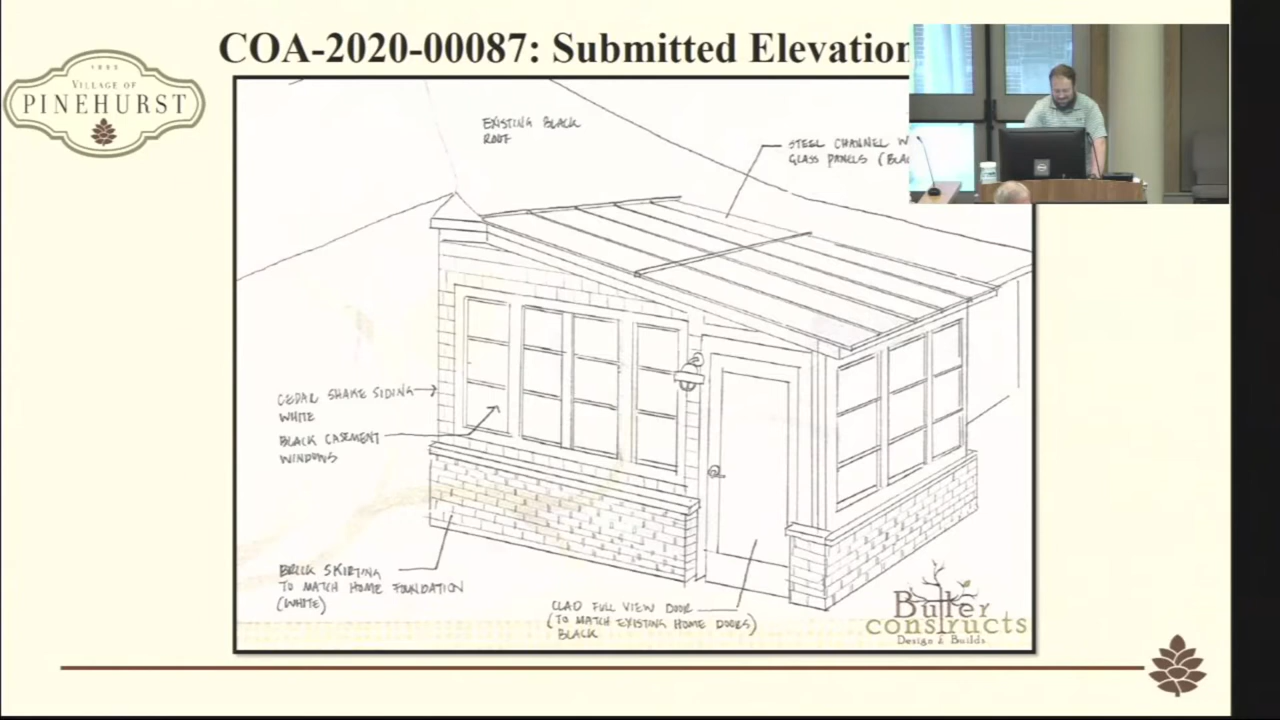 COA-2020-00087: Submitted Elevation
1895
VILLAGE OF
PINEHURST
EXISTING BLACK
ROOF
STEEL CHANNEL W
GLASS PANELS (BLAC
CEDAR SHAKE SIDING
WHITE
BLACK CASEMENT
WINDOWS
BRICK SKIRTING
TO MATCH HOME FOUNDATION
(WHITE)
CLAD FULL VIEW DOOR
(TO MATCH EXISTING HOME DOORS)
BLACK
Butler
constructs
Design & Builds